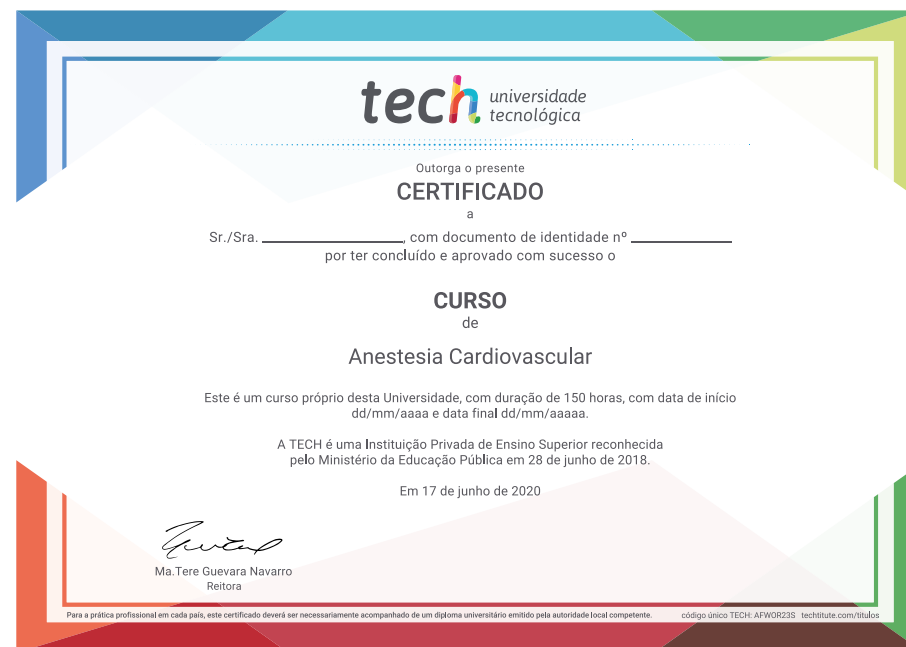 tech universidade
tecnológica
Outorga o presente
CERTIFICADO
a
Sr./Sra. ____________, com documento de identidade nº ____________
por ter concluído e aprovado com sucesso o
CURSO
de
Anestesia Cardiovascular
Este é um curso próprio desta Universidade, com duração de 150 horas, com data de início
dd/mm/aaaa e data final dd/mm/aaaaa.
A TECH é uma Instituição Privada de Ensino Superior reconhecida
pelo Ministério da Educação Pública em 28 de junho de 2018.
Em 17 de junho de 2020
Ma.Tere Guevara Navarro
Reitora
Para a prática profissional em cada país, este certificado deverá ser necessariamente acompanhado de um diploma universitário emitido pela autoridade local competente. código único TECH: AFWOR23S techtitute.com/títulos